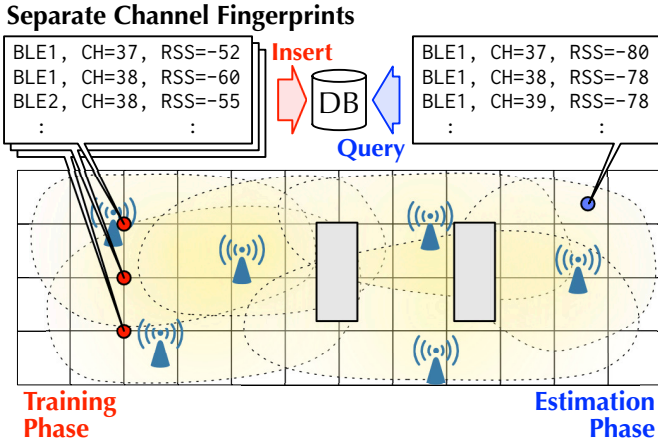 Separate Channel Fingerprints
BLE1, CH=37, RSS=-52
BLE1, CH=38, RSS=-60
BLE2, CH=38, RSS=-55
: :
Insert
DB
Query
BLE1, CH=37, RSS=-80
BLE1, CH=38, RSS=-78
BLE1, CH=39, RSS=-78
: :
Training
Phase
Estimation
Phase